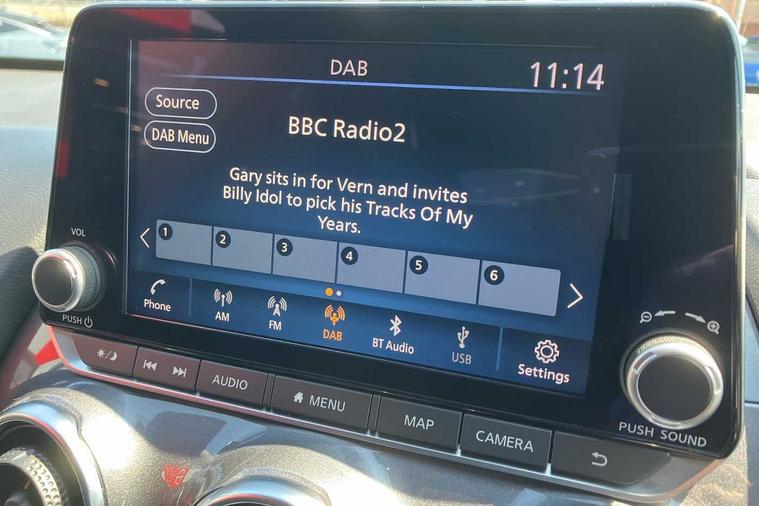 DAB
11:14
Source
DAB Menu
BBC Radio2
Gary sits in for Vern and invites
Billy Idol to pick his Tracks Of My
Years.
1
2
3
4
5
6
Phone
AM
FM
DAB
BT Audio
USB
Settings
VOL
PUSH
AUDIO
MENU
MAP
CAMERA
PUSH SOUND